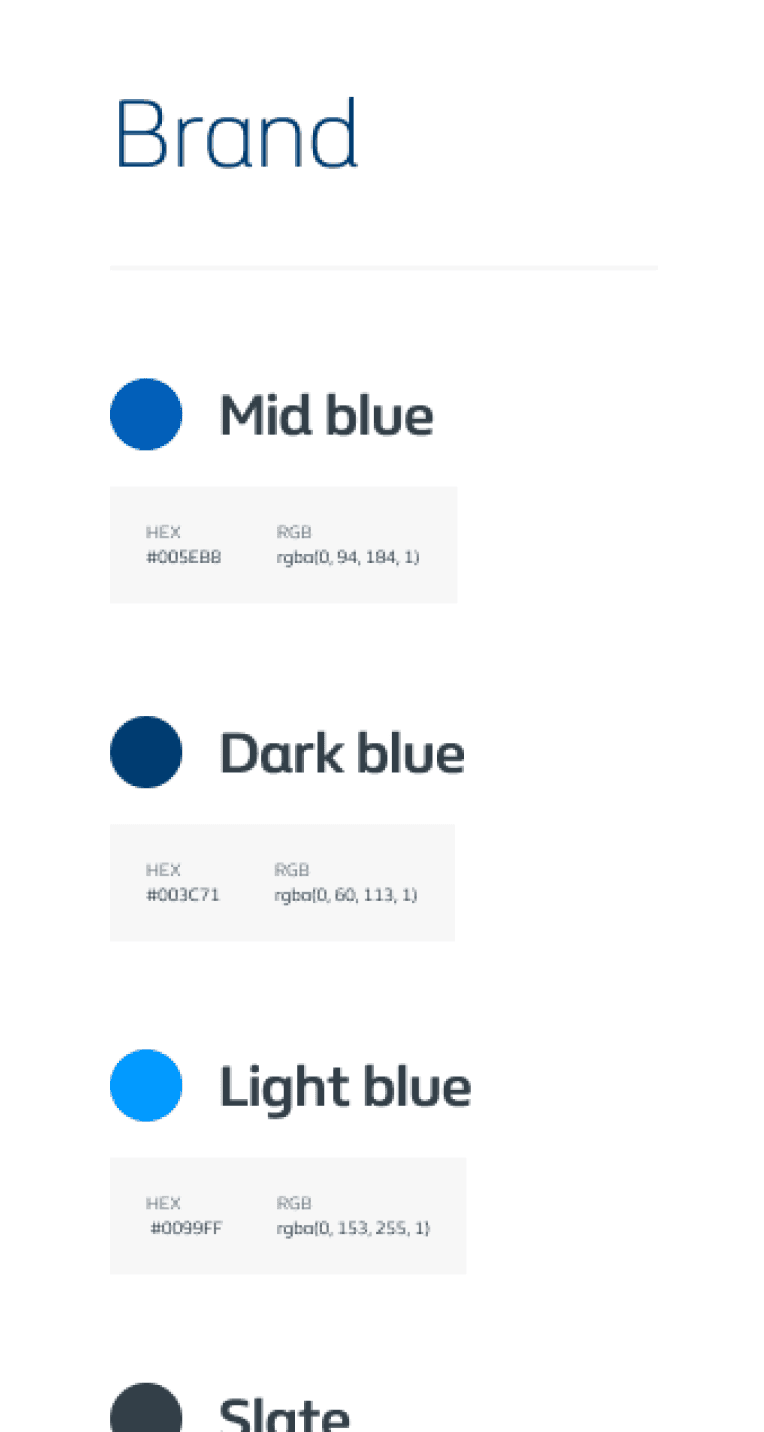 Brand
Mid blue
HEX RGB
#005EB8 rgba(0, 94, 184, 1)
Dark blue
HEX RGB
#003C71 rgba(0, 60, 113, 1)
Light blue
HEX RGB
#0099FF rgba(0, 153, 255, 1)
Slate